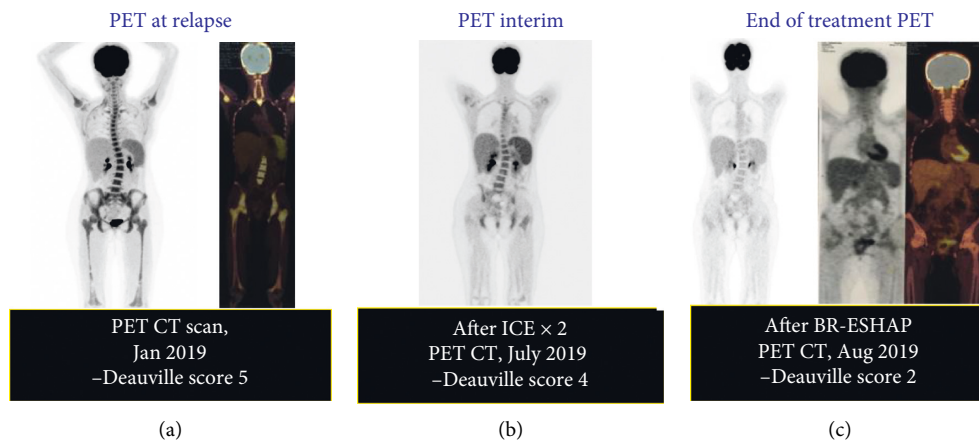 PET at relapse
PET interim
End of treatment PET
PET CT scan,
Jan 2019
–Deauville score 5
After ICE × 2
PET CT, July 2019
–Deauville score 4
After BR-ESHAP
PET CT, Aug 2019
–Deauville score 2
(a)
(b)
(c)